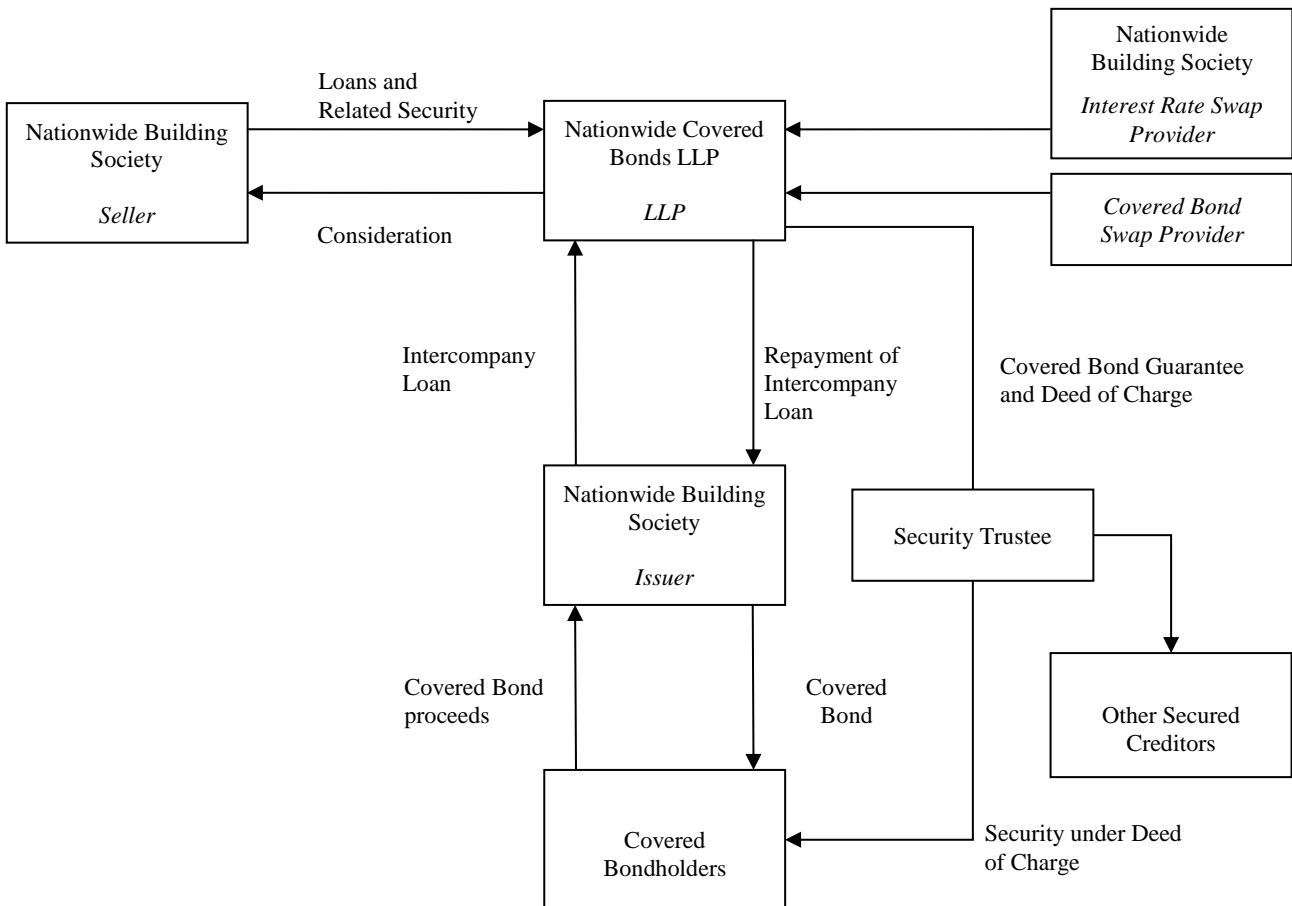 Nationwide
Building Society
Interest Rate Swap
Provider
Loans and
Related Security
Nationwide Building
Society
Seller
Nationwide Covered
Bonds LLP
LLP
Consideration
Covered Bond
Swap Provider
Intercompany
Loan
Repayment of
Intercompany
Loan
Covered Bond Guarantee
and Deed of Charge
Nationwide Building
Society
Issuer
Security Trustee
Covered Bond
proceeds
Covered
Bond
Other Secured
Creditors
Covered
Bondholders
Security under Deed
of Charge